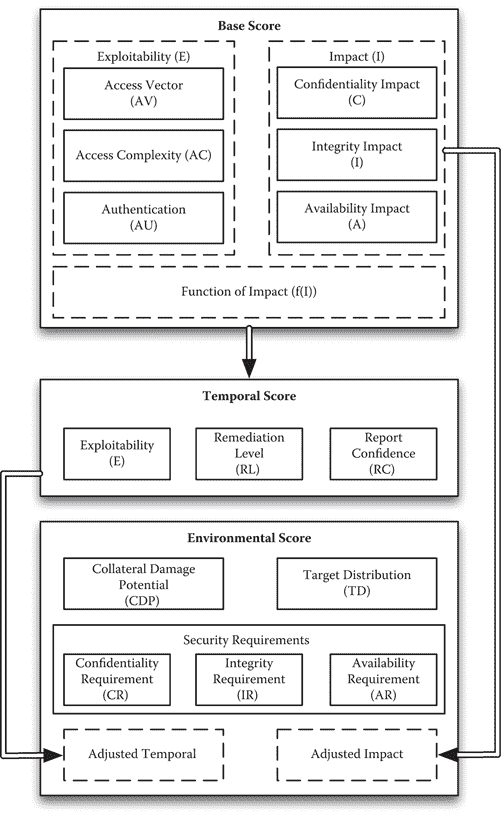 Base Score
Exploitability (E)
Access Vector
(AV)
Access Complexity (AC)
Authentication
(AU)
Impact (I)
Confidentiality Impact
(C)
Integrity Impact
(I)
Availability Impact
(A)
Function of Impact (f(I))
Temporal Score
Exploitability
(E)
Remediation
Level
(RL)
Report
Confidence
(RC)
Environmental Score
Collateral Damage
Potential
(CDP)
Target Distribution
(TD)
Security Requirements
Confidentiality
Requirement
(CR)
Integrity
Requirement
(IR)
Availability
Requirement
(AR)
Adjusted Temporal
Adjusted Impact